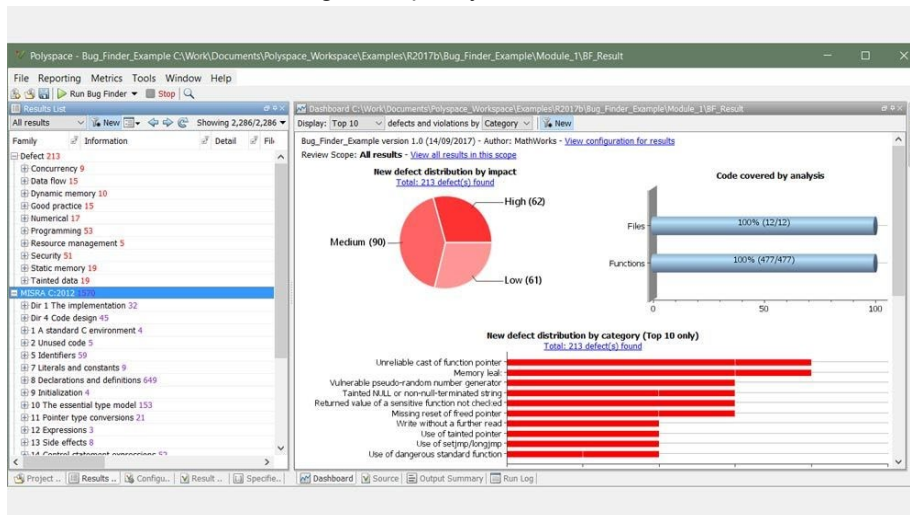 Polyspace - Bug_Finder_Example C:\Work\Documents\Polyspace_Workspace\Examples\R2017b\Bug_Finder_Example\Module_1\BF_Result
File Reporting Metrics Tools Window Help
Run Bug Finder Stop
Results List
All results New Showing 2,286/2,286
Family Information Detail File
Defect 213
Concurrency 9
Data flow 15
Dynamic memory 10
Good practice 15
Numerical 17
Programming 53
Resource management 5
Security 51
Static memory 19
Tainted data 19
MISRA C:2012 1570
Dir 1 The implementation 32
Dir 4 Code design 45
1 A standard C environment 4
2 Unused code 5
5 Identifiers 59
7 Literals and constants 9
8 Declarations and definitions 649
9 Initialization 4
10 The essential type model 153
11 Pointer type conversions 21
12 Expressions 3
13 Side effects 8
14 Control statement expressions 52
Project .. Results .. Configu.. Result .. Specifie..
Dashboard C:\Work\Documents\Polyspace_Workspace\Examples\R2017b\Bug_Finder_Example\Module_1\BF_Result
Display: Top 10 defects and violations by Category New
Bug_Finder_Example version 1.0 (14/09/2017) - Author: MathWorks - View configuration for results
Review Scope: All results - View all results in this scope
New defect distribution by impact
Total: 213 defect(s) found
High (62)
Medium (90)
Low (61)
Code covered by analysis
Files
100% (12/12)
Functions
100% (477/477)
0 50 100
New defect distribution by category (Top 10 only)
Total: 213 defect(s) found
Unreliable cast of function pointer
Memory leak
Vulnerable pseudo-random number generator
Tainted NULL or non-null-terminated string
Returned value of a sensitive function not checked
Missing reset of freed pointer
Write without a further read
Use of tainted pointer
Use of setjmp/longjmp
Use of dangerous standard function
Dashboard Source Output Summary Run Log